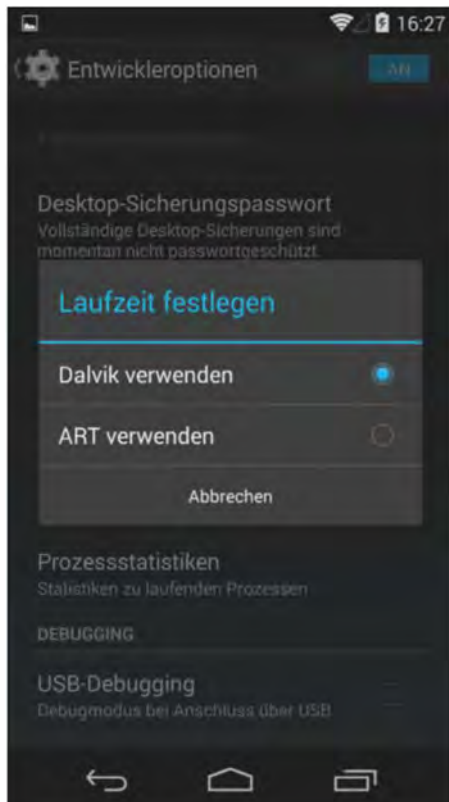 16:27
Entwickleroptionen
AN
Desktop-Sicherungspasswort
Vollständige Desktop-Sicherungen sind
momentan nicht passwortgeschützt.
Laufzeit festlegen
Dalvik verwenden
ART verwenden
Abbrechen
Prozessstatistiken
Statistiken zu laufenden Prozessen
DEBUGGING
USB-Debugging
Debugmodus bei Anschluss über USB